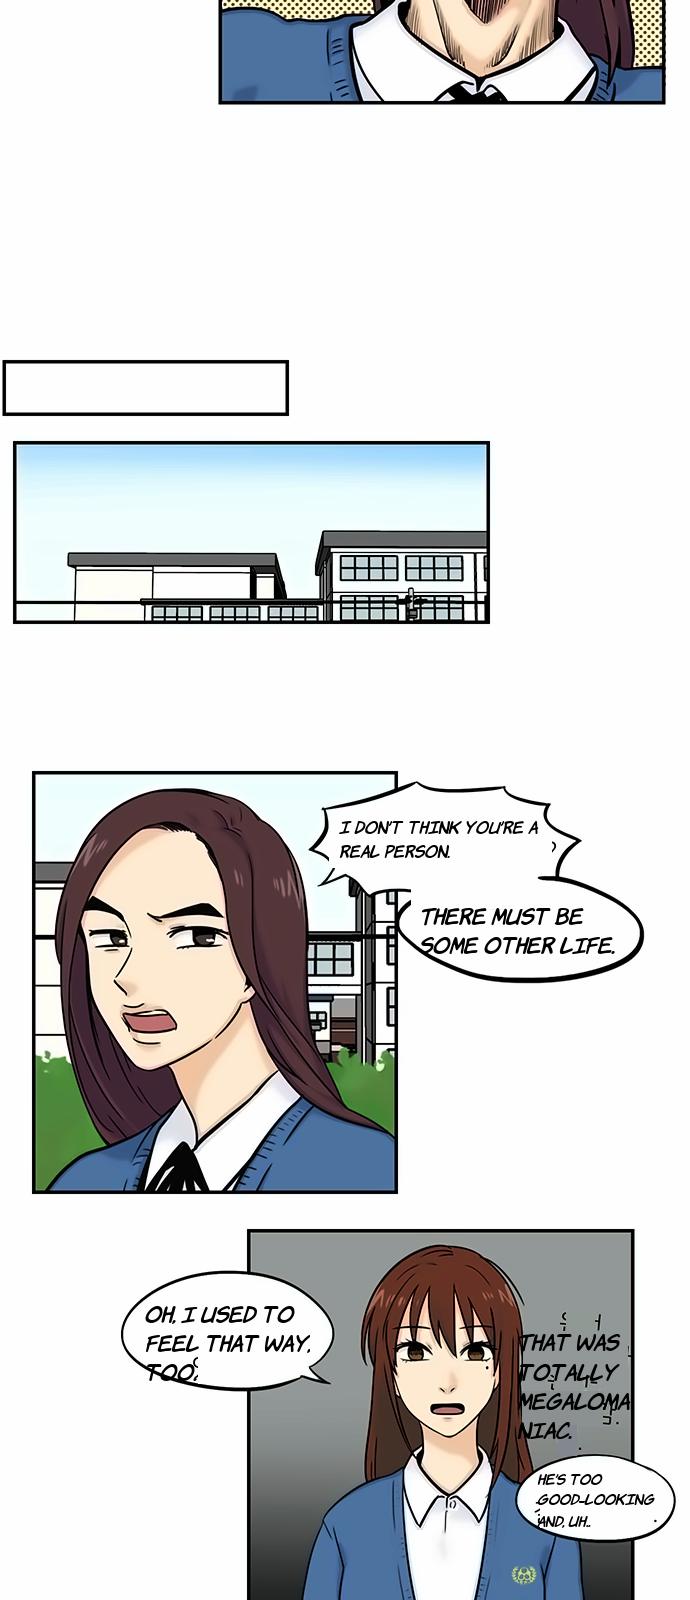 I DON'T THINK YOU'RE A
REAL PERSON.
THERE MUST BE
SOME OTHER LIFE.
OH, I USED TO
FEEL THAT WAY,
TOO.
THAT WAS
TOTALLY
MEGALOMA
NIAC.
HE'S TOO
GOOD-LOOKING
AND, UH..